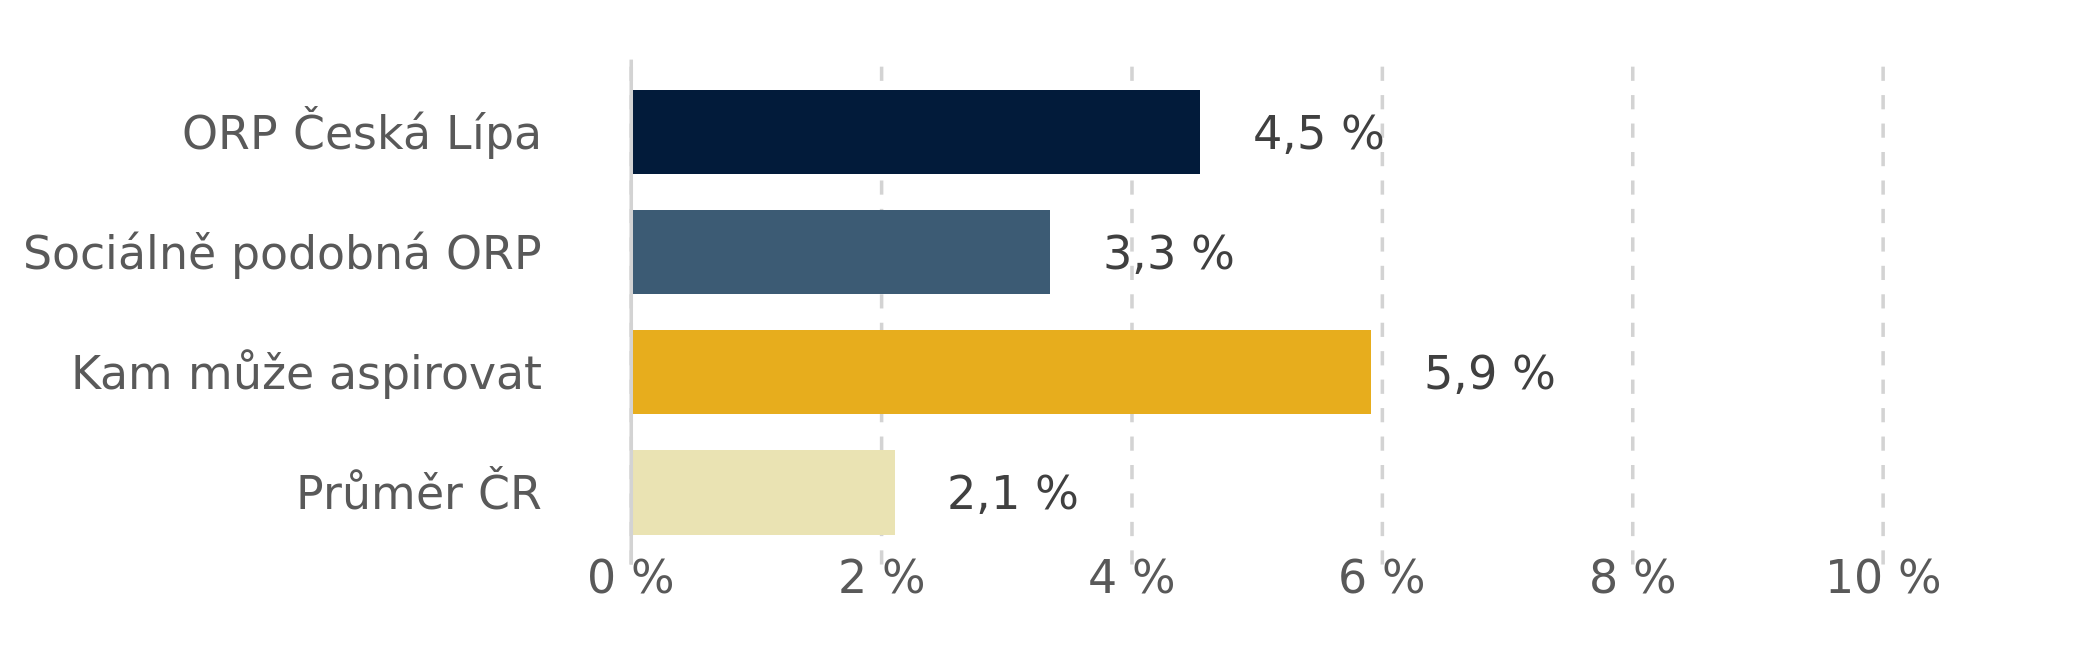 ORP Česká Lípa 4,5 %
Sociálně podobná ORP 3,3 %
Kam může aspirovat 5,9 %
Průměr ČR 2,1 %
0 % 2 % 4 % 6 % 8 % 10 %